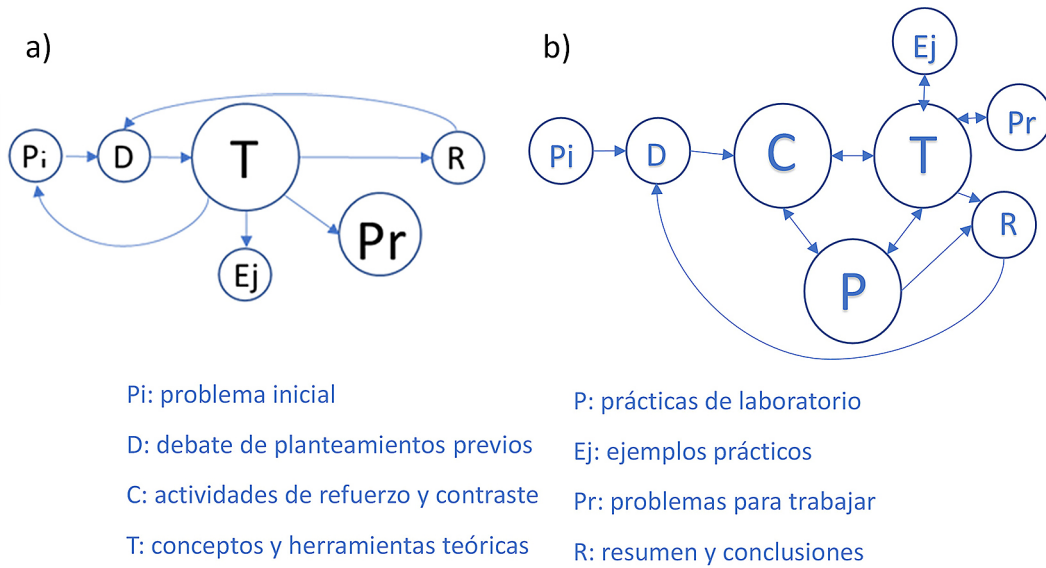 a)
Pi
D
T
R
Pr
Ej
b)
Ej
Pi
D
C
T
Pr
R
P
Pi: problema inicial
D: debate de planteamientos previos
C: actividades de refuerzo y contraste
T: conceptos y herramientas teóricas
P: prácticas de laboratorio
Ej: ejemplos prácticos
Pr: problemas para trabajar
R: resumen y conclusiones